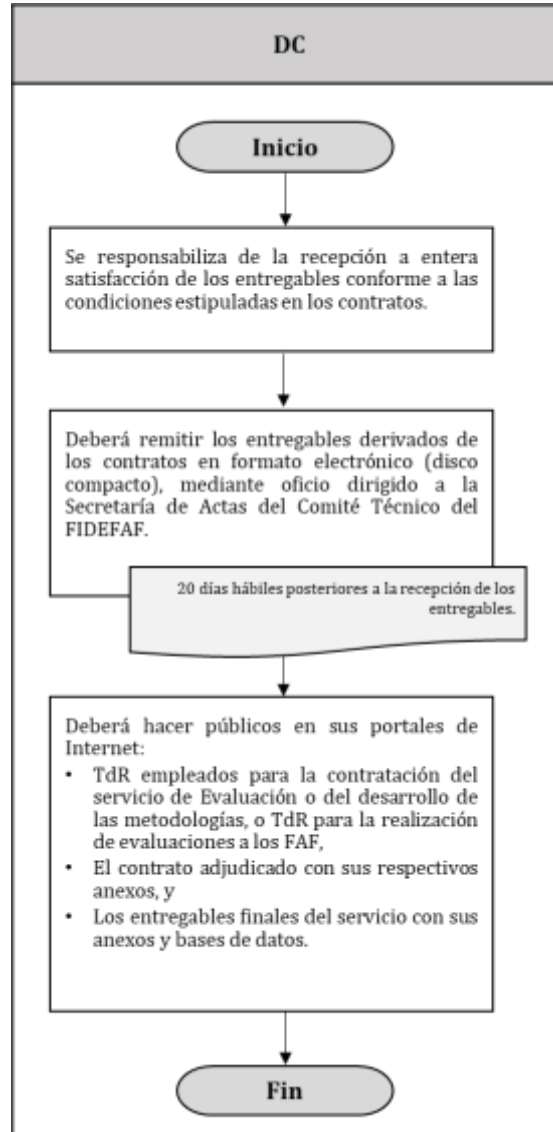 DC
Inicio
Se responsabiliza de la recepción a entera
satisfacción de los entregables conforme a las
condiciones estipuladas en los contratos.
Deberá remitir los entregables derivados de
los contratos en formato electrónico (disco
compacto), mediante oficio dirigido a la
Secretaría de Actas del Comité Técnico del
FIDEFAF.
20 días hábiles posteriores a la recepción de los
entregables.
Deberá hacer públicos en sus portales de
Internet:
• TdR empleados para la contratación del
servicio de Evaluación o del desarrollo de
las metodologías, o TdR para la realización
de evaluaciones a los FAF,
• El contrato adjudicado con sus respectivos
anexos, y
• Los entregables finales del servicio con sus
anexos y bases de datos.
Fin